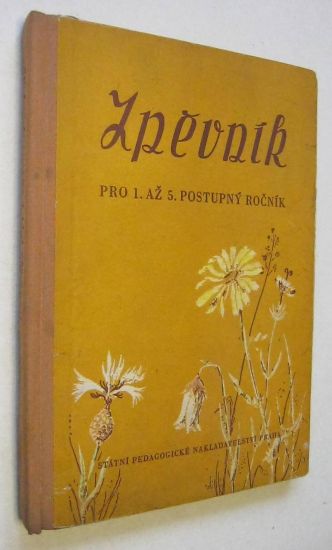 Zpěvník
PRO 1. AŽ 5. POSTUPNÝ ROČNÍK
STÁTNÍ PEDAGOGICKÉ NAKLADATELSTVÍ PRAHA